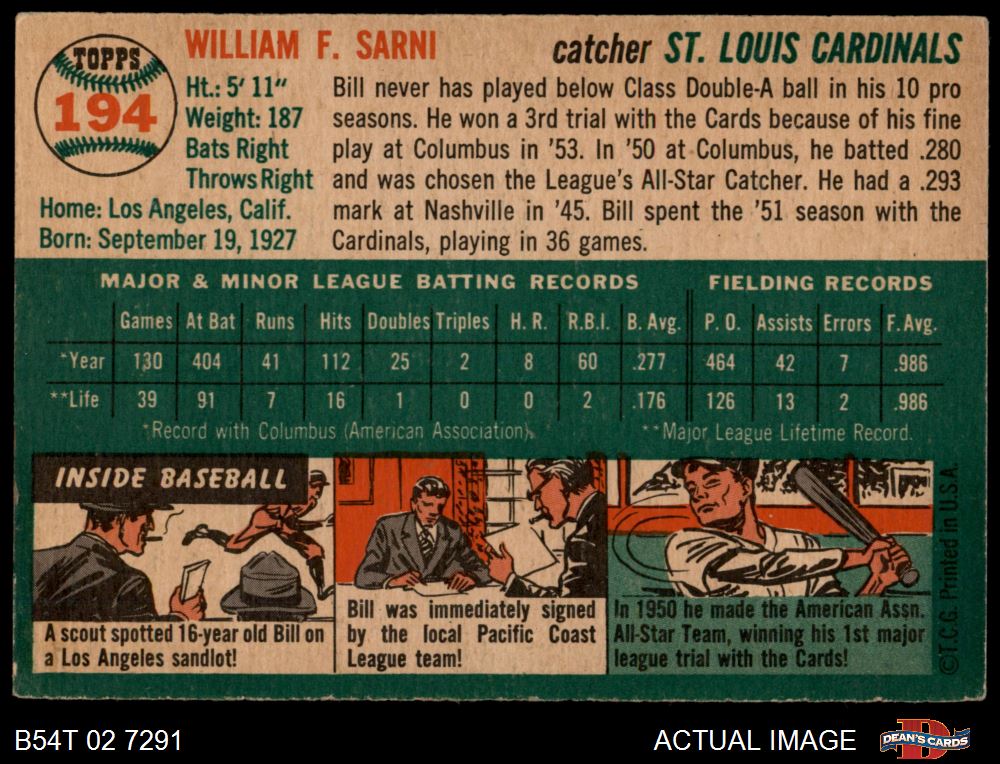 TOPPS
194
WILLIAM F. SARNI
catcher ST. LOUIS CARDINALS
Ht.: 5' 11"
Weight: 187
Bats Right
Throws Right
Home: Los Angeles, Calif.
Born: September 19, 1927
Bill never has played below Class Double-A ball in his 10 pro
seasons. He won a 3rd trial with the Cards because of his fine
play at Columbus in '53. In '50 at Columbus, he batted .280
and was chosen the League's All-Star Catcher. He had a .293
mark at Nashville in '45. Bill spent the '51 season with the
Cardinals, playing in 36 games.
MAJOR & MINOR LEAGUE BATTING RECORDS FIELDING RECORDS
Games At Bat Runs Hits Doubles Triples H. R. R.B.I. B. Avg. P. O. Assists Errors F. Avg.
*Year 130 404 41 112 25 2 8 60 .277 464 42 7 .986
**Life 39 91 7 16 1 0 0 2 .176 126 13 2 .986
*Record with Columbus (American Association). **Major League Lifetime Record.
INSIDE BASEBALL
A scout spotted 16-year old Bill on
a Los Angeles sandlot!
Bill was immediately signed
by the local Pacific Coast
League team!
In 1950 he made the American Assn.
All-Star Team, winning his 1st major
league trial with the Cards!
©T.C.G. Printed in U.S.A.
B54T 02 7291
ACTUAL IMAGE
D
DEAN'S CARDS